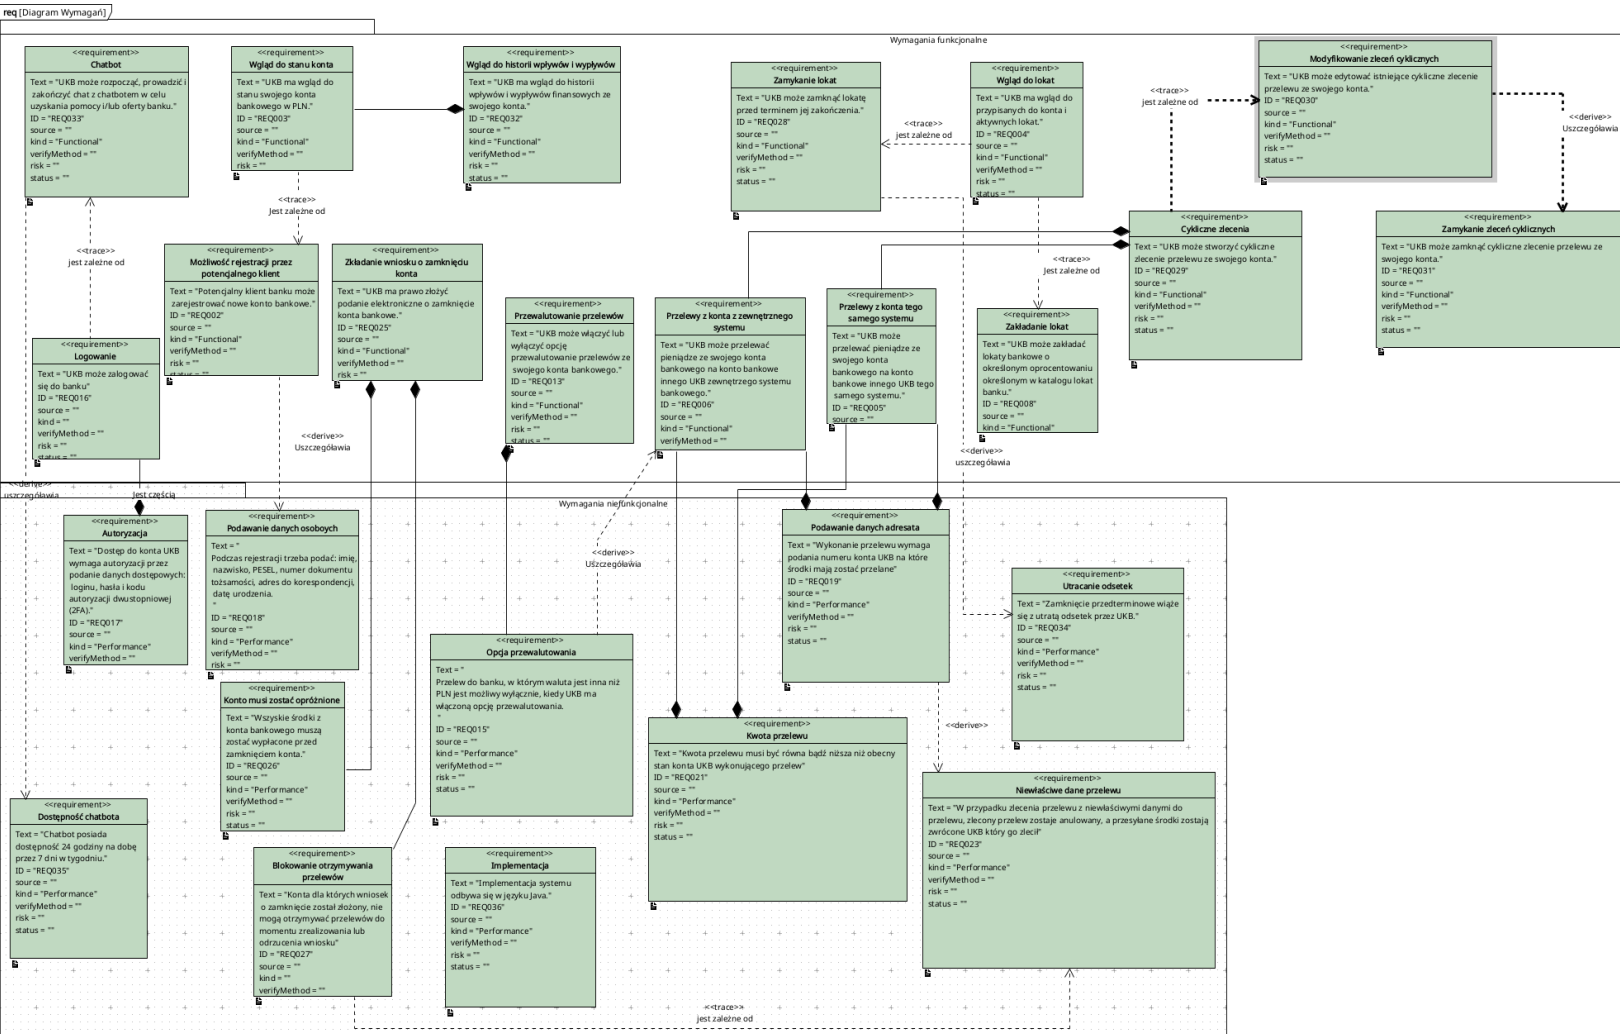 req [Diagram Wymagań]
Wymagania funkcjonalne
<<requirement>>
Chatbot
Text = "UKB może rozpocząć, prowadzić i
zakończyć chat z chatbotem w celu
uzyskania pomocy i/lub oferty banku."
ID = "REQ033"
source = ""
kind = "Functional"
verifyMethod = ""
risk = ""
status = ""
<<requirement>>
Wgląd do stanu konta
Text = "UKB ma wgląd do
stanu swojego konta
bankowego w PLN."
ID = "REQ003"
source = ""
kind = "Functional"
verifyMethod = ""
risk = ""
<<requirement>>
Wgląd do historii wpływów i wypływów
Text = "UKB ma wgląd do historii
wpływów i wypływów finansowych ze
swojego konta."
ID = "REQ032"
source = ""
kind = "Functional"
verifyMethod = ""
risk = ""
status = ""
<<requirement>>
Zamykanie lokat
Text = "UKB może zamknąć lokatę
przed terminem jej zakończenia."
ID = "REQ028"
source = ""
kind = "Functional"
verifyMethod = ""
risk = ""
status = ""
<<trace>>
jest zależne od
<<requirement>>
Wgląd do lokat
Text = "UKB ma wgląd do
przypisanych do konta i
aktywnych lokat."
ID = "REQ004"
source = ""
kind = "Functional"
verifyMethod = ""
risk = ""
status = ""
<<trace>>
jest zależne od
<<requirement>>
Modyfikowanie zleceń cyklicznych
Text = "UKB może edytować istniejące cykliczne zlecenie
przelewu ze swojego konta."
ID = "REQ030"
source = ""
kind = "Functional"
verifyMethod = ""
risk = ""
status = ""
<<derive>>
Uszczegóławia
<<trace>>
jest zależne od
<<trace>>
Jest zależne od
<<requirement>>
Możliwość rejestracji przez
potencjalnego klient
Text = "Potencjalny klient banku może
zarejestrować nowe konto bankowe."
ID = "REQ002"
source = ""
kind = "Functional"
verifyMethod = ""
risk = ""
status = ""
<<requirement>>
Zkładanie wniosku o zamknięciu
konta
Text = "UKB ma prawo złożyć
podanie elektroniczne o zamknięcie
konta bankowe."
ID = "REQ025"
source = ""
kind = "Functional"
verifyMethod = ""
risk = ""
<<requirement>>
Przewalutowanie przelewów
Text = "UKB może włączyć lub
wyłączyć opcję
przewalutowanie przelewów ze
swojego konta bankowego."
ID = "REQ013"
source = ""
kind = "Functional"
verifyMethod = ""
risk = ""
status = ""
<<requirement>>
Przelewy z konta z zewnętrznego
systemu
Text = "UKB może przelewać
pieniądze ze swojego konta
bankowego na konto bankowe
innego UKB zewnętrznego systemu
bankowego."
ID = "REQ006"
source = ""
kind = "Functional"
verifyMethod = ""
<<requirement>>
Przelewy z konta tego
samego systemu
Text = "UKB może
przelewać pieniądze ze
swojego konta
bankowego na konto
bankowe innego UKB tego
samego systemu."
ID = "REQ005"
source = ""
<<trace>>
Jest zależne od
<<requirement>>
Zakładanie lokat
Text = "UKB może zakładać
lokaty bankowe o
określonym oprocentowaniu
określonym w katalogu lokat
banku."
ID = "REQ008"
source = ""
kind = "Functional"
<<requirement>>
Cykliczne zlecenia
Text = "UKB może stworzyć cykliczne
zlecenie przelewu ze swojego konta."
ID = "REQ029"
source = ""
kind = "Functional"
verifyMethod = ""
risk = ""
status = ""
<<requirement>>
Zamykanie zleceń cyklicznych
Text = "UKB może zamknąć cykliczne zlecenie przelewu ze
swojego konta."
ID = "REQ031"
source = ""
kind = "Functional"
verifyMethod = ""
risk = ""
status = ""
<<requirement>>
Logowanie
Text = "UKB może zalogować
się do banku"
ID = "REQ016"
source = ""
kind = ""
verifyMethod = ""
risk = ""
status = ""
<<derive>>
Uszczegóławia
<<derive>>
uszczegóławia
<<derive>>
uszczegóławia
Jest częścią
Wymagania niefunkcjonalne
<<requirement>>
Autoryzacja
Text = "Dostęp do konta UKB
wymaga autoryzacji przez
podanie danych dostępowych:
loginu, hasła i kodu
autoryzacji dwustopniowej
(2FA)."
ID = "REQ017"
source = ""
kind = "Performance"
verifyMethod = ""
<<requirement>>
Podawanie danych osoboych
Text = "
Podczas rejestracji trzeba podać: imię,
nazwisko, PESEL, numer dokumentu
tożsamości, adres do korespondencji,
datę urodzenia.
"
ID = "REQ018"
source = ""
kind = "Performance"
verifyMethod = ""
risk = ""
<<derive>>
Uszczegóławia
<<requirement>>
Podawanie danych adresata
Text = "Wykonanie przelewu wymaga
podania numeru konta UKB na które
środki mają zostać przelane"
ID = "REQ019"
source = ""
kind = "Performance"
verifyMethod = ""
risk = ""
status = ""
<<requirement>>
Utracanie odsetek
Text = "Zamknięcie przedterminowe wiąże
się z utratą odsetek przez UKB."
ID = "REQ034"
source = ""
kind = "Performance"
verifyMethod = ""
risk = ""
status = ""
<<requirement>>
Opcja przewalutowania
Text = "
Przelew do banku, w którym waluta jest inna niż
PLN jest możliwy wyłącznie, kiedy UKB ma
włączoną opcję przewalutowania.
"
ID = "REQ015"
source = ""
kind = "Performance"
verifyMethod = ""
risk = ""
status = ""
<<requirement>>
Konto musi zostać opróżnione
Text = "Wszyskie środki z
konta bankowego muszą
zostać wypłacone przed
zamknięciem konta."
ID = "REQ026"
source = ""
kind = "Performance"
verifyMethod = ""
risk = ""
status = ""
<<requirement>>
Kwota przelewu
Text = "Kwota przelewu musi być równa bądź niższa niż obecny
stan konta UKB wykonującego przelew"
ID = "REQ021"
source = ""
kind = "Performance"
verifyMethod = ""
risk = ""
status = ""
<<derive>>
<<requirement>>
Niewłaściwe dane przelewu
Text = "W przypadku zlecenia przelewu z niewłaściwymi danymi do
przelewu, zlecony przelew zostaje anulowany, a przesyłane środki zostają
zwrócone UKB który go zlecił"
ID = "REQ023"
source = ""
kind = "Performance"
verifyMethod = ""
risk = ""
status = ""
<<requirement>>
Dostępność chatbota
Text = "Chatbot posiada
dostępność 24 godziny na dobę
przez 7 dni w tygodniu."
ID = "REQ035"
source = ""
kind = "Performance"
verifyMethod = ""
risk = ""
status = ""
<<requirement>>
Blokowanie otrzymywania
przelewów
Text = "Konta dla których wniosek
o zamknięcie został złożony, nie
mogą otrzymywać przelewów do
momentu zrealizowania lub
odrzucenia wniosku"
ID = "REQ027"
source = ""
kind = ""
verifyMethod = ""
<<requirement>>
Implementacja
Text = "Implementacja systemu
odbywa się w języku Java."
ID = "REQ036"
source = ""
kind = "Performance"
verifyMethod = ""
risk = ""
status = ""
<<trace>>
jest zależne od